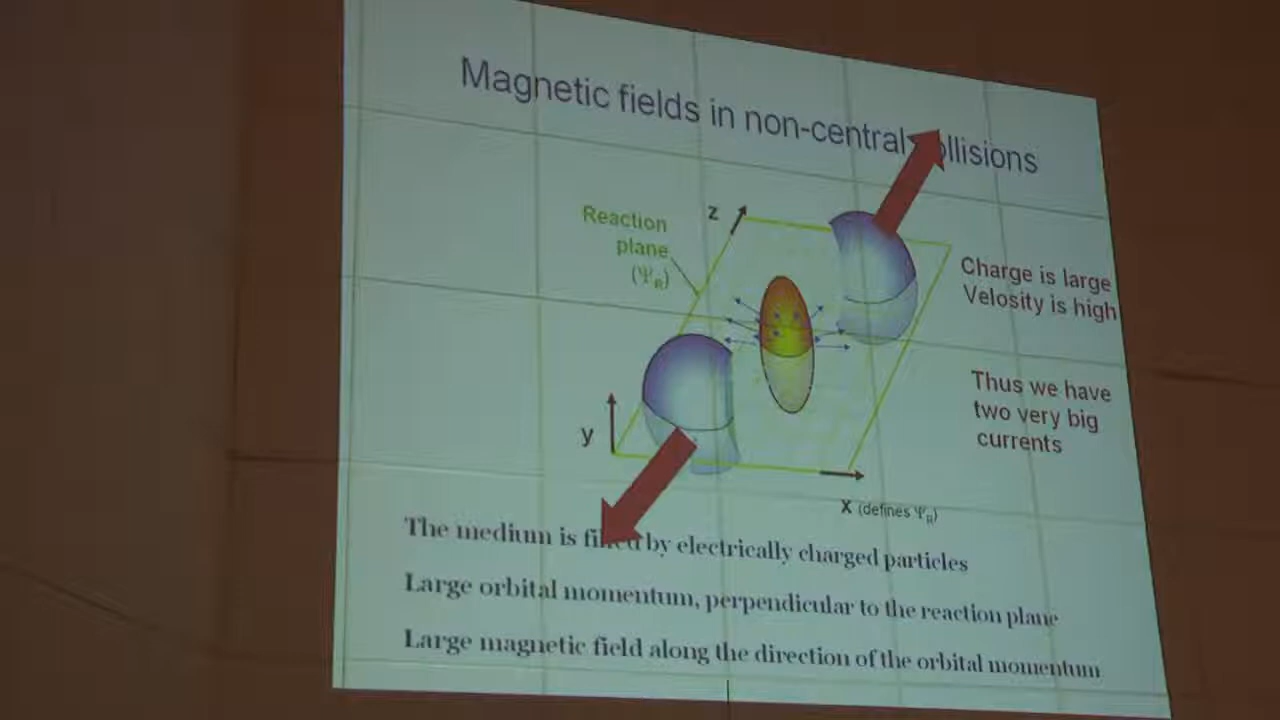 Magnetic fields in non-central collisions
Reaction
plane
(Ψ_R)
z
Charge is large
Velosity is high
Thus we have
two very big
currents
y
x (defines Ψ_R)
The medium is filled by electrically charged particles
Large orbital momentum, perpendicular to the reaction plane
Large magnetic field along the direction of the orbital momentum